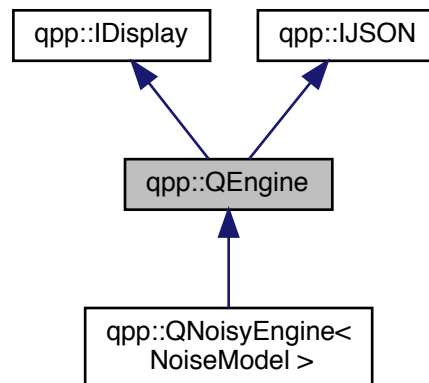 qpp::IDisplay
qpp::IJSON
qpp::QEngine
qpp::QNoisyEngine<
NoiseModel >